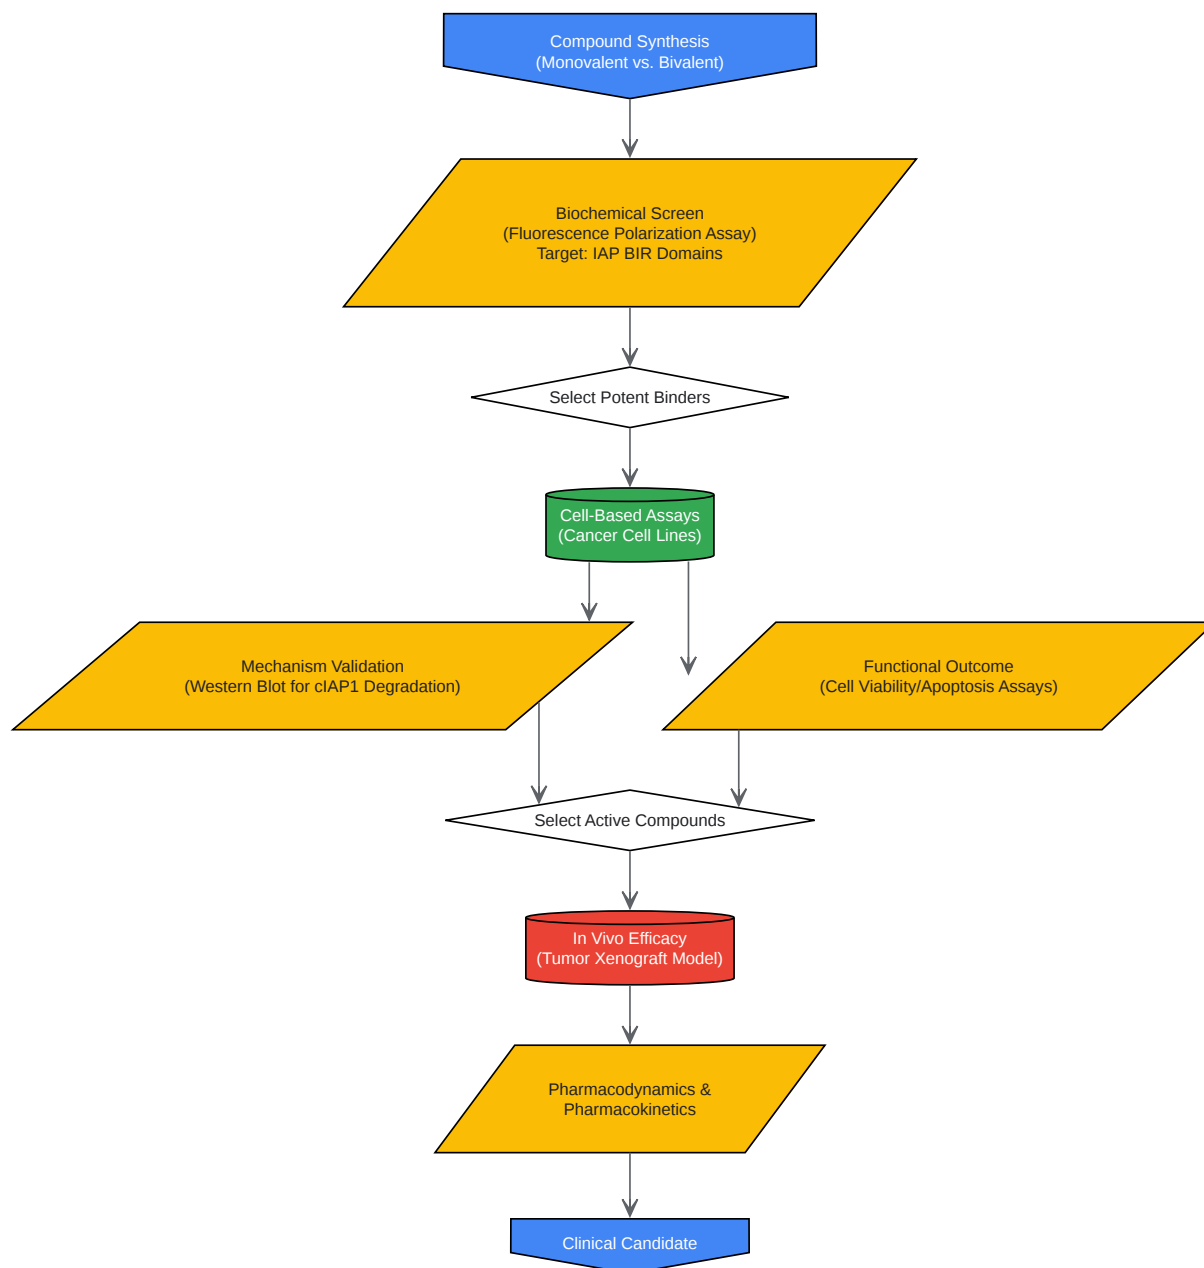 Compound Synthesis
(Monovalent vs. Bivalent)
Biochemical Screen
(Fluorescence Polarization Assay)
Target: IAP BIR Domains
Select Potent Binders
Cell-Based Assays
(Cancer Cell Lines)
Mechanism Validation
(Western Blot for cIAP1 Degradation)
Functional Outcome
(Cell Viability/Apoptosis Assays)
Select Active Compounds
In Vivo Efficacy
(Tumor Xenograft Model)
Pharmacodynamics &
Pharmacokinetics
Clinical Candidate